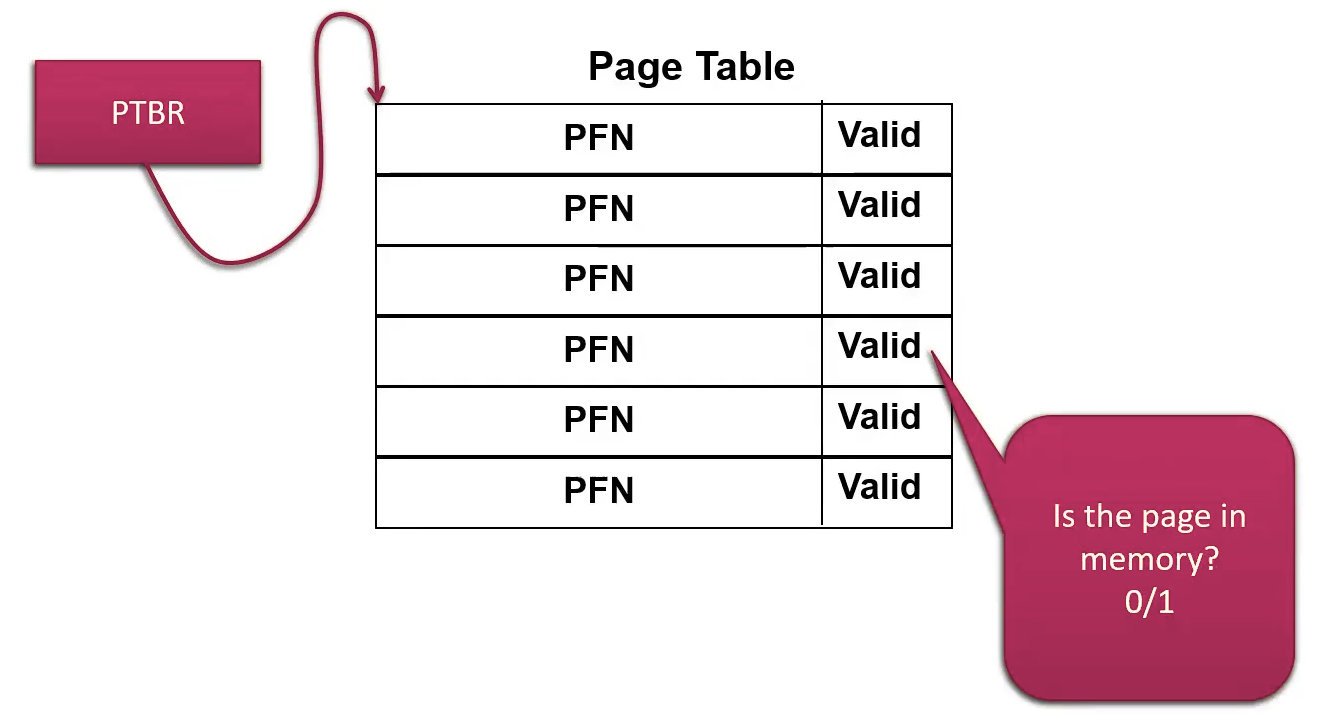 Page Table
PTBR
PFN Valid
PFN Valid
PFN Valid
PFN Valid
PFN Valid
PFN Valid
Is the page in
memory?
0/1